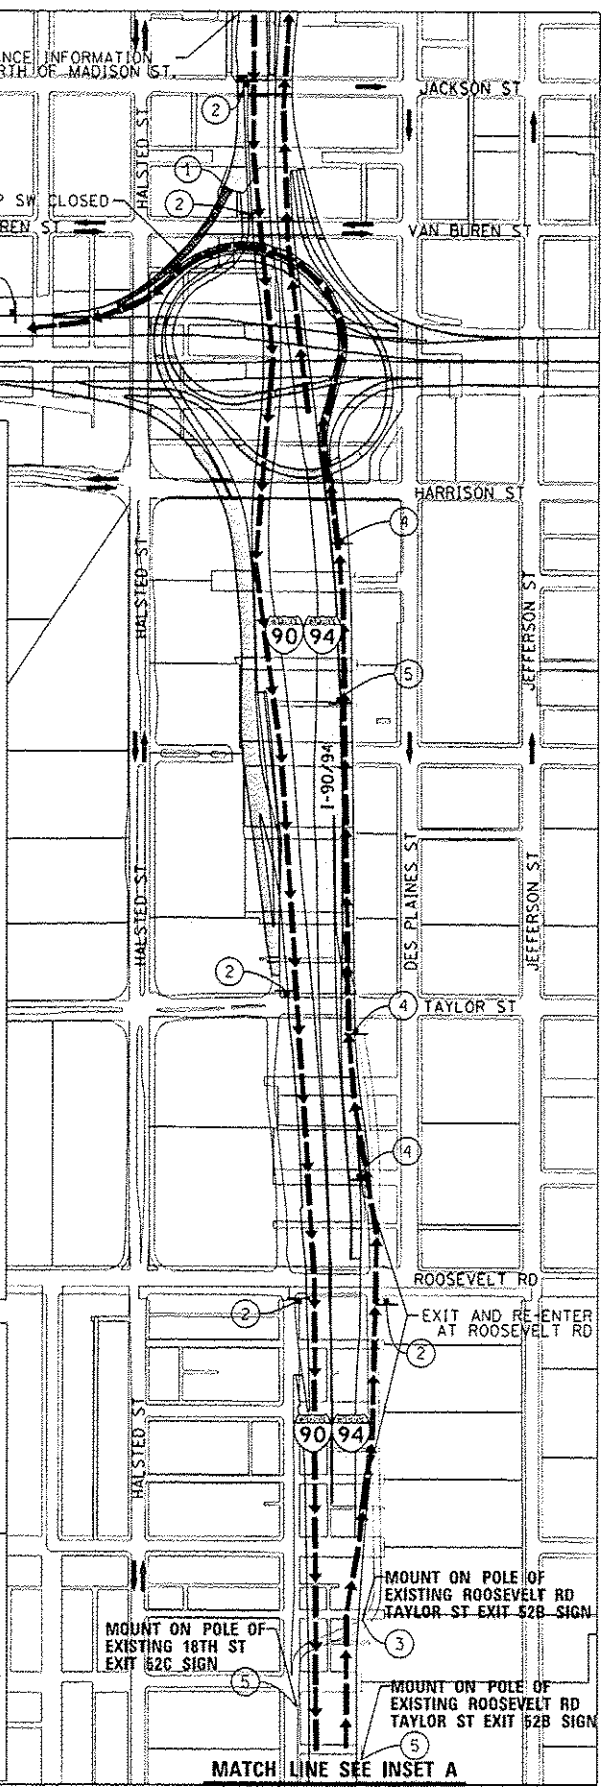 NCE INFORMATION
RTH OF MADISON ST.
JACKSON ST
2
HALSTED ST
1
2
P SW CLOSED
REN ST
VAN BUREN ST
HARRISON ST
4
HALSTED ST
JEFFERSON ST
90 94
5
I-90/94
DES PLAINES ST
HALSTED ST
JEFFERSON ST
2
4
TAYLOR ST
4
ROOSEVELT RD
2
EXIT AND RE-ENTER
AT ROOSEVELT RD
2
HALSTED ST
90 94
MOUNT ON POLE OF
EXISTING ROOSEVELT RD
TAYLOR ST EXIT 52B SIGN
3
MOUNT ON POLE OF
EXISTING 18TH ST
EXIT 52C SIGN
5
MOUNT ON POLE OF
EXISTING ROOSEVELT RD
TAYLOR ST EXIT 52B SIGN
5
MATCH LINE SEE INSET A